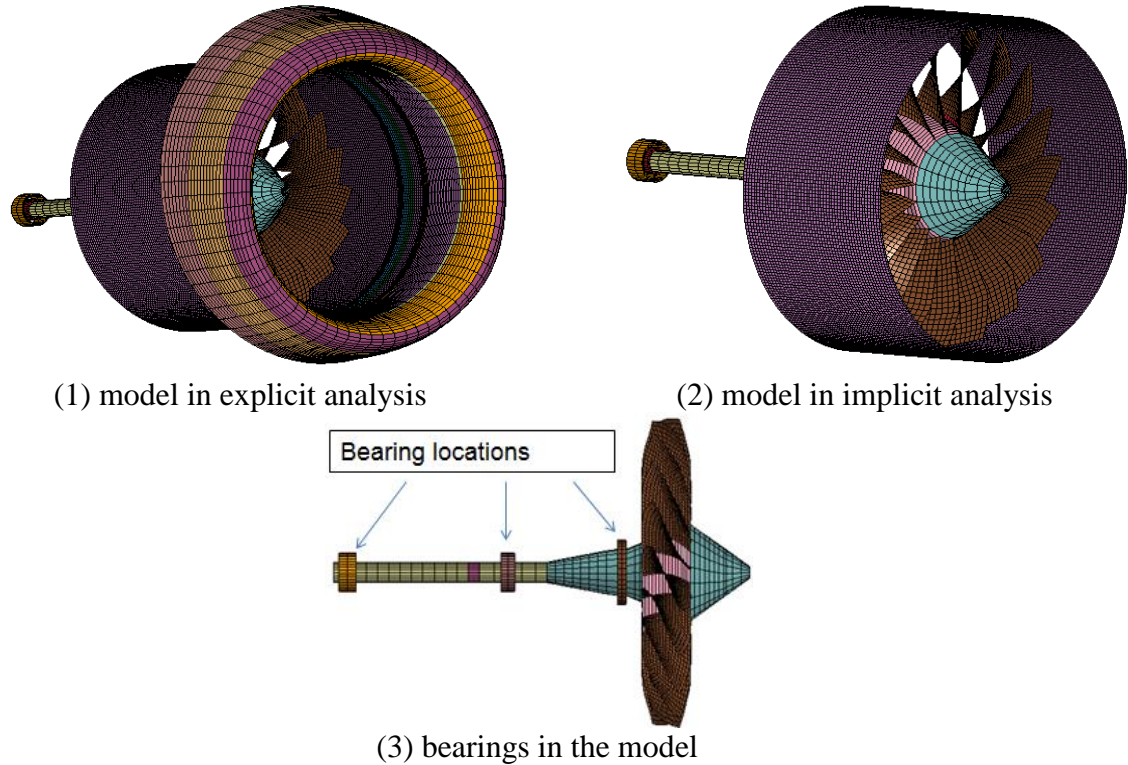 (1) model in explicit analysis
(2) model in implicit analysis
Bearing locations
(3) bearings in the model